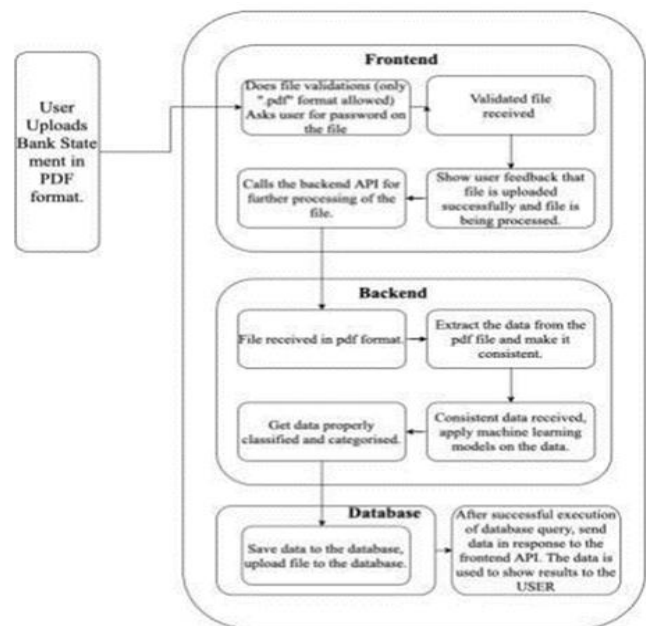 User
Uploads
Bank State
ment in
PDF
format.
Frontend
Does file validations (only
".pdf" format allowed)
Asks user for password on
the file
Validated file
received
Calls the backend API for
further processing of the
file.
Show user feedback that
file is uploaded
successfully and file is
being processed.
Backend
File received in pdf format.
Extract the data from the
pdf file and make it
consistent.
Get data properly
classified and categorised.
Consistent data received,
apply machine learning
models on the data.
Database
Save data to the database,
upload file to the database.
After successful execution
of database query, send
data in response to the
frontend API. The data is
used to show results to the
USER